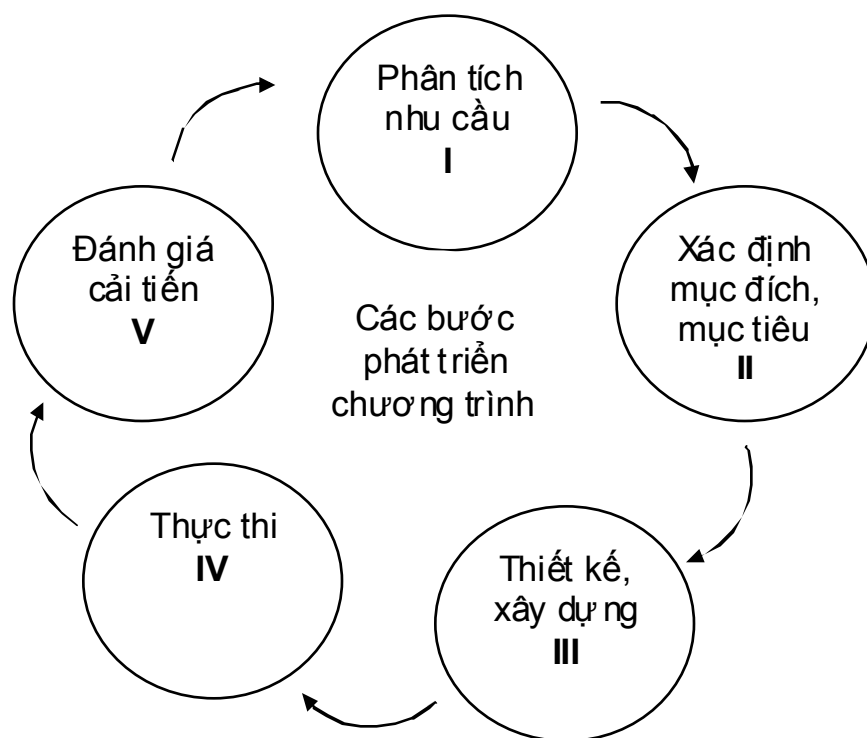 Phân tích
nhu cầu
I
Xác định
mục đích,
mục tiêu
II
Thiết kế,
xây dựng
III
Thực thi
IV
Đánh giá
cải tiến
V
Các bước
phát triển
chương trình